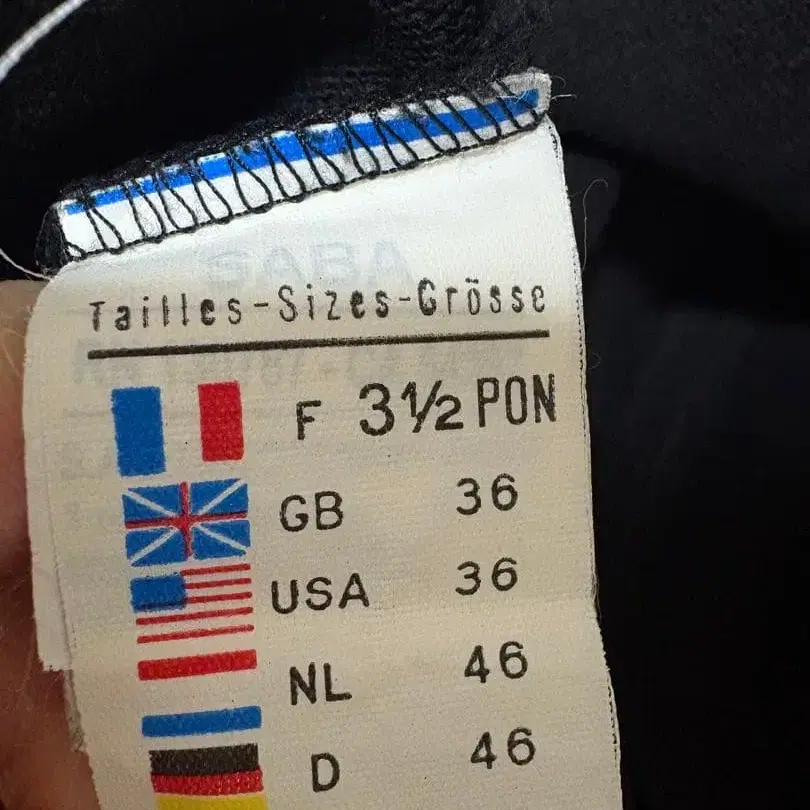 Tailles-Sizes-Grösse
F 3½ PON
GB 36
USA 36
NL 46
D 46